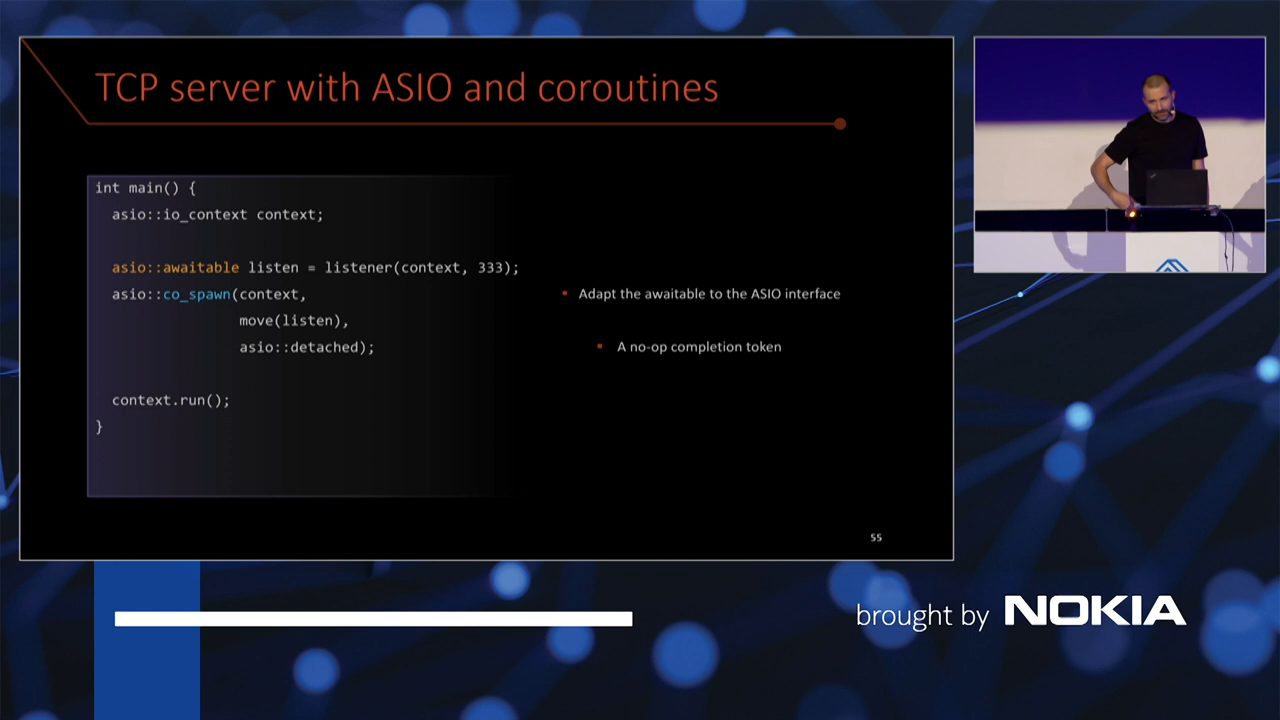 TCP server with ASIO and coroutines
int main() {
asio::io_context context;
asio::awaitable listen = listener(context, 333);
asio::co_spawn(context,
move(listen),
asio::detached);
context.run();
}
Adapt the awaitable to the ASIO interface
A no-op completion token
55
brought by NOKIA